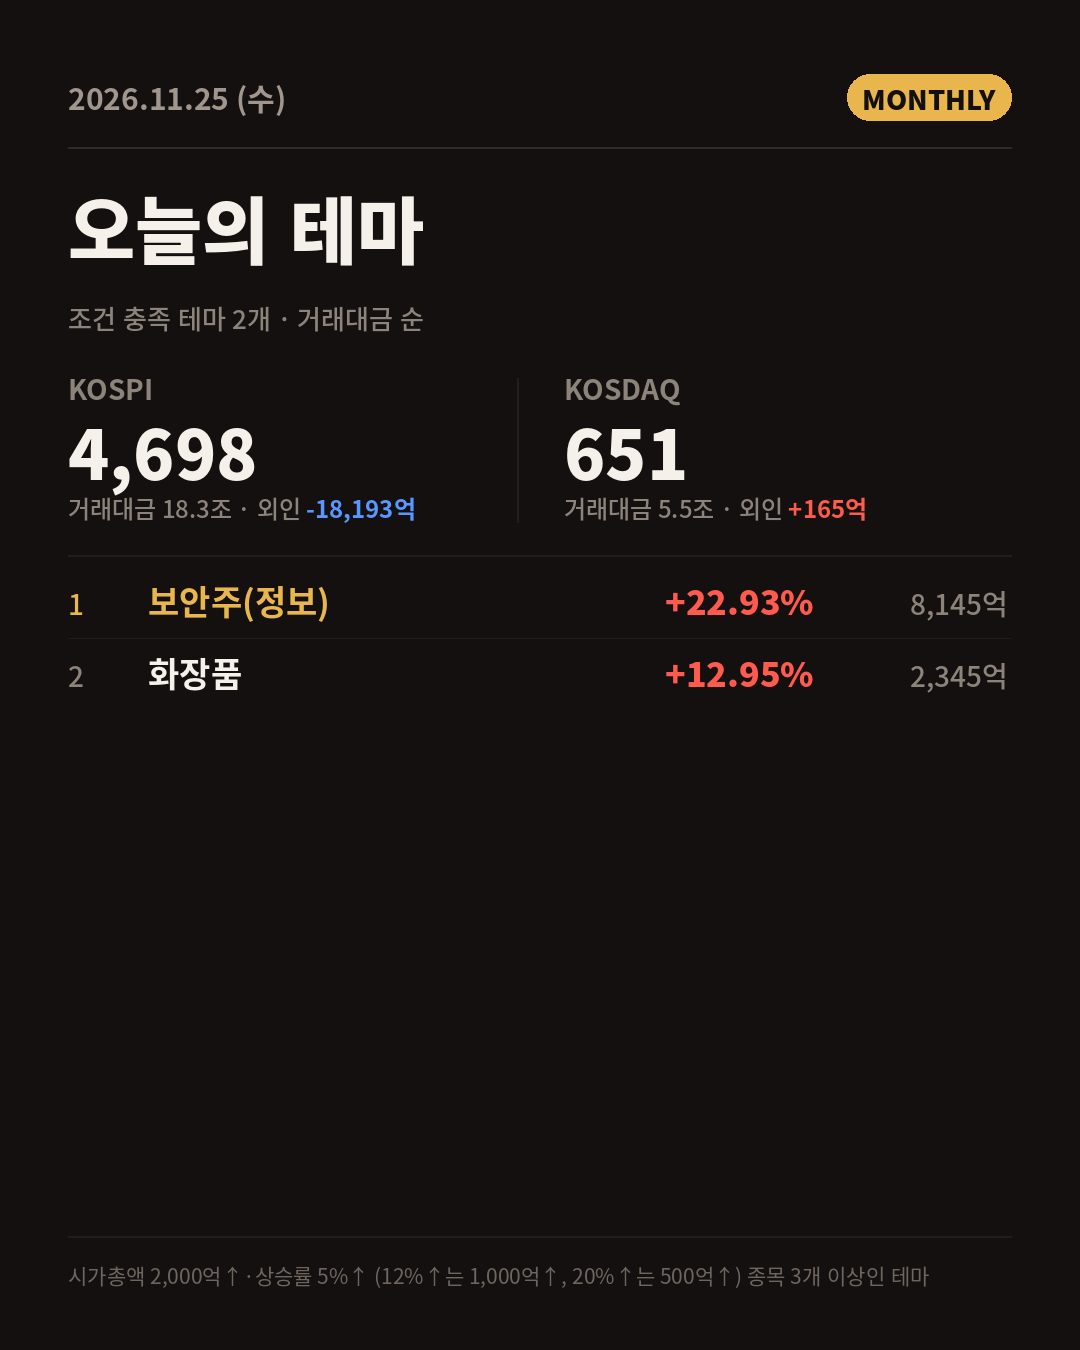 2026.11.25 (수)
MONTHLY
오늘의 테마
조건 충족 테마 2개 · 거래대금 순
KOSPI
4,698
거래대금 18.3조 · 외인 -18,193억
KOSDAQ
651
거래대금 5.5조 · 외인 +165억
1 보안주(정보) +22.93% 8,145억
2 화장품 +12.95% 2,345억
시가총액 2,000억↑ · 상승률 5%↑ (12%↑는 1,000억↑, 20%↑는 500억↑) 종목 3개 이상인 테마